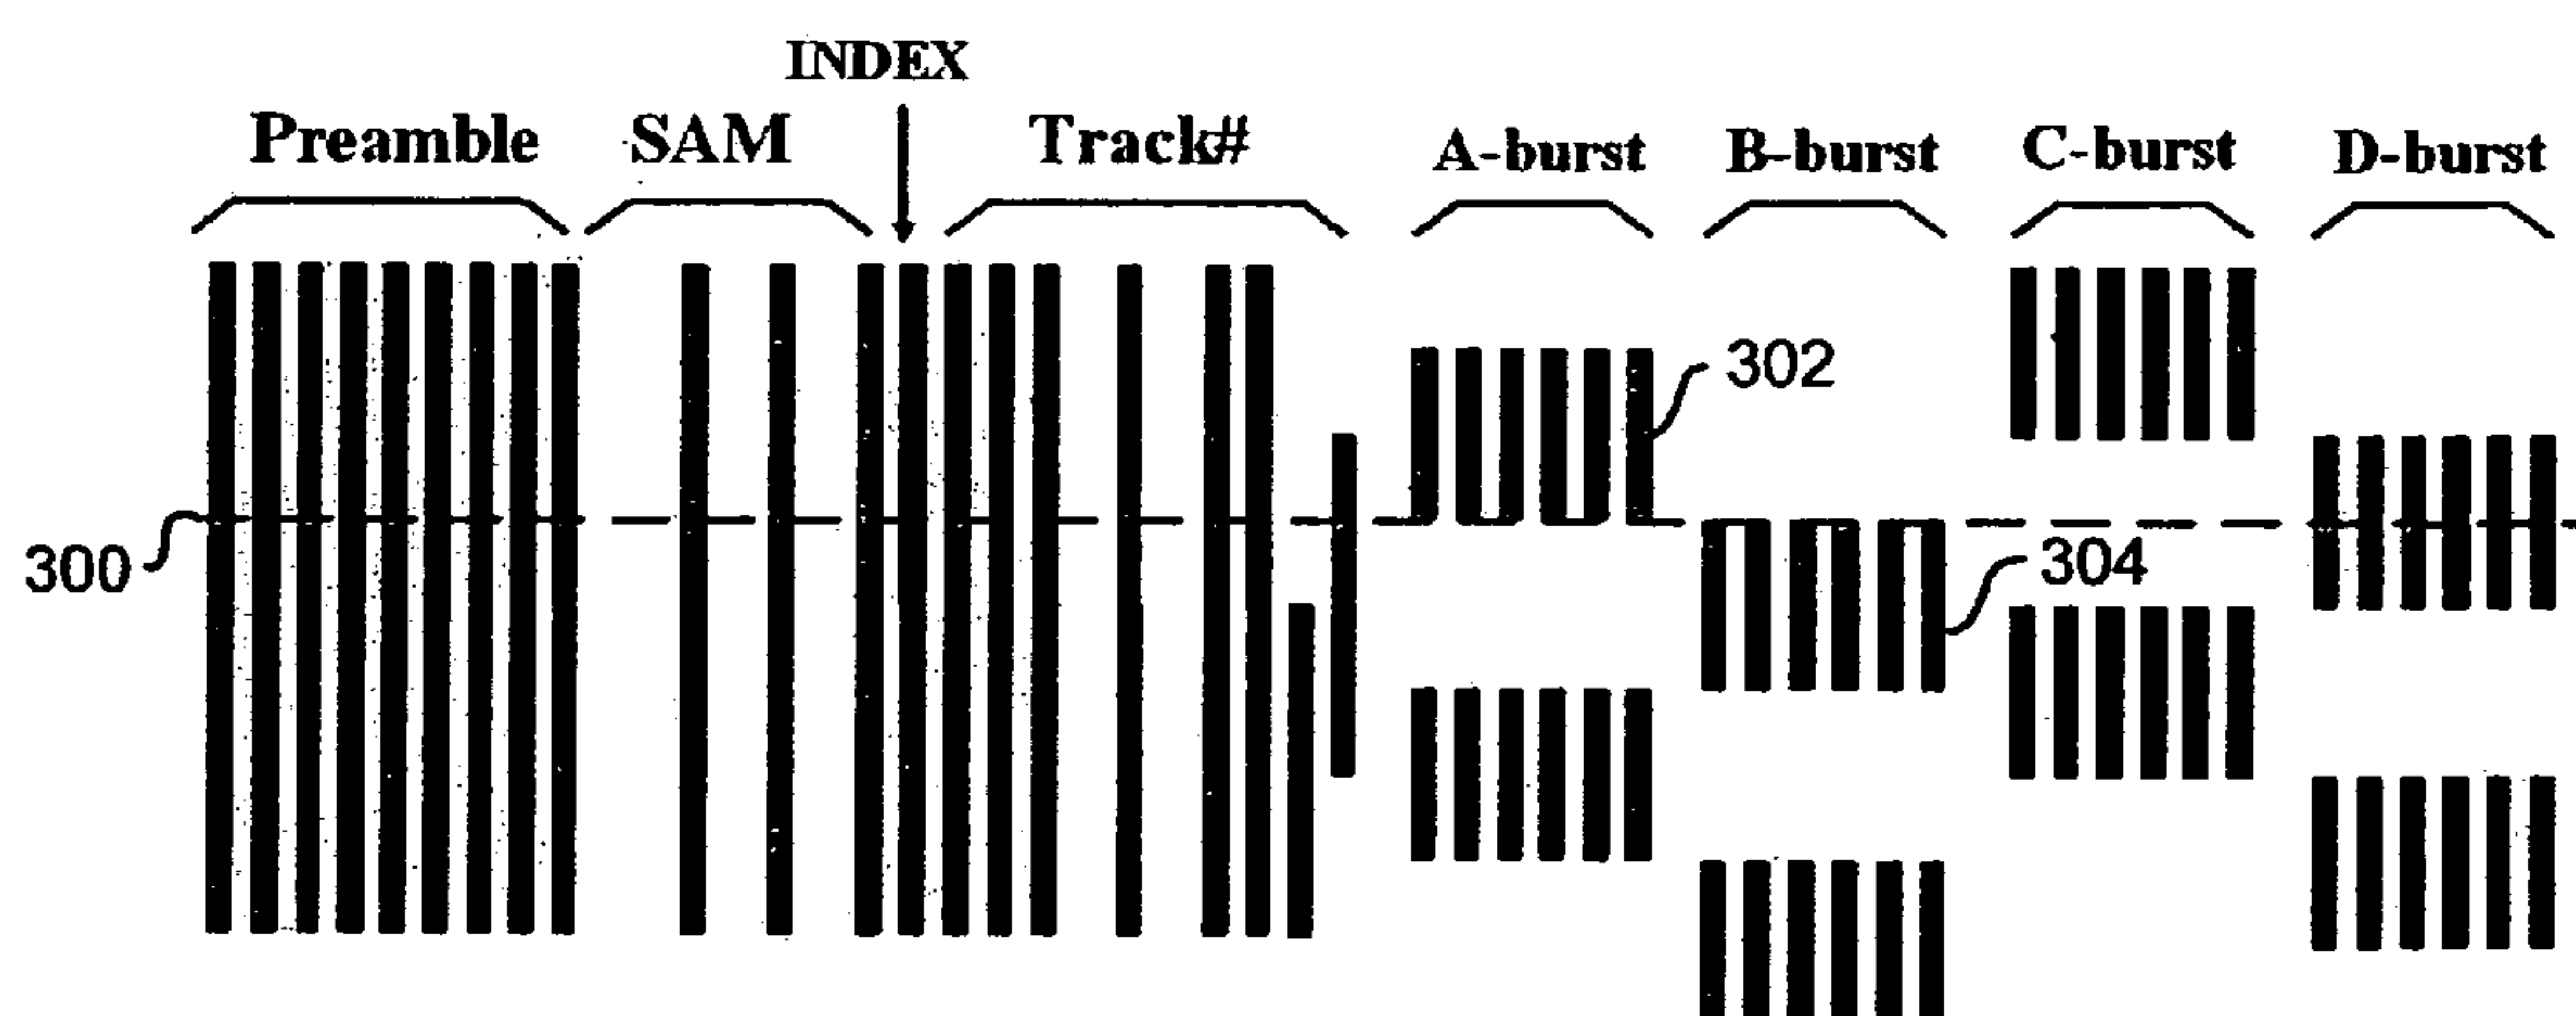 INDEX
Preamble
SAM
Track#
A-burst
B-burst
C-burst
D-burst
302
300
304